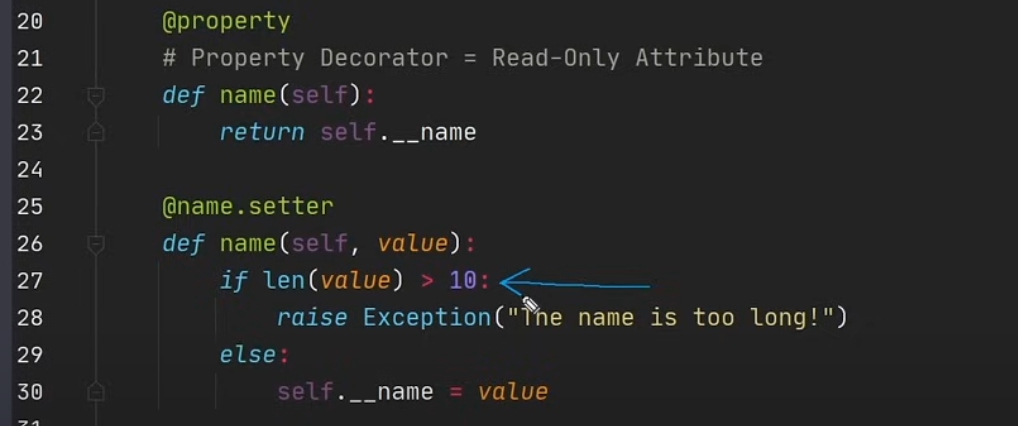 20 @property
21 # Property Decorator = Read-Only Attribute
22 def name(self):
23 return self.__name
24
25 @name.setter
26 def name(self, value):
27 if len(value) > 10:
28 raise Exception("The name is too long!")
29 else:
30 self.__name = value